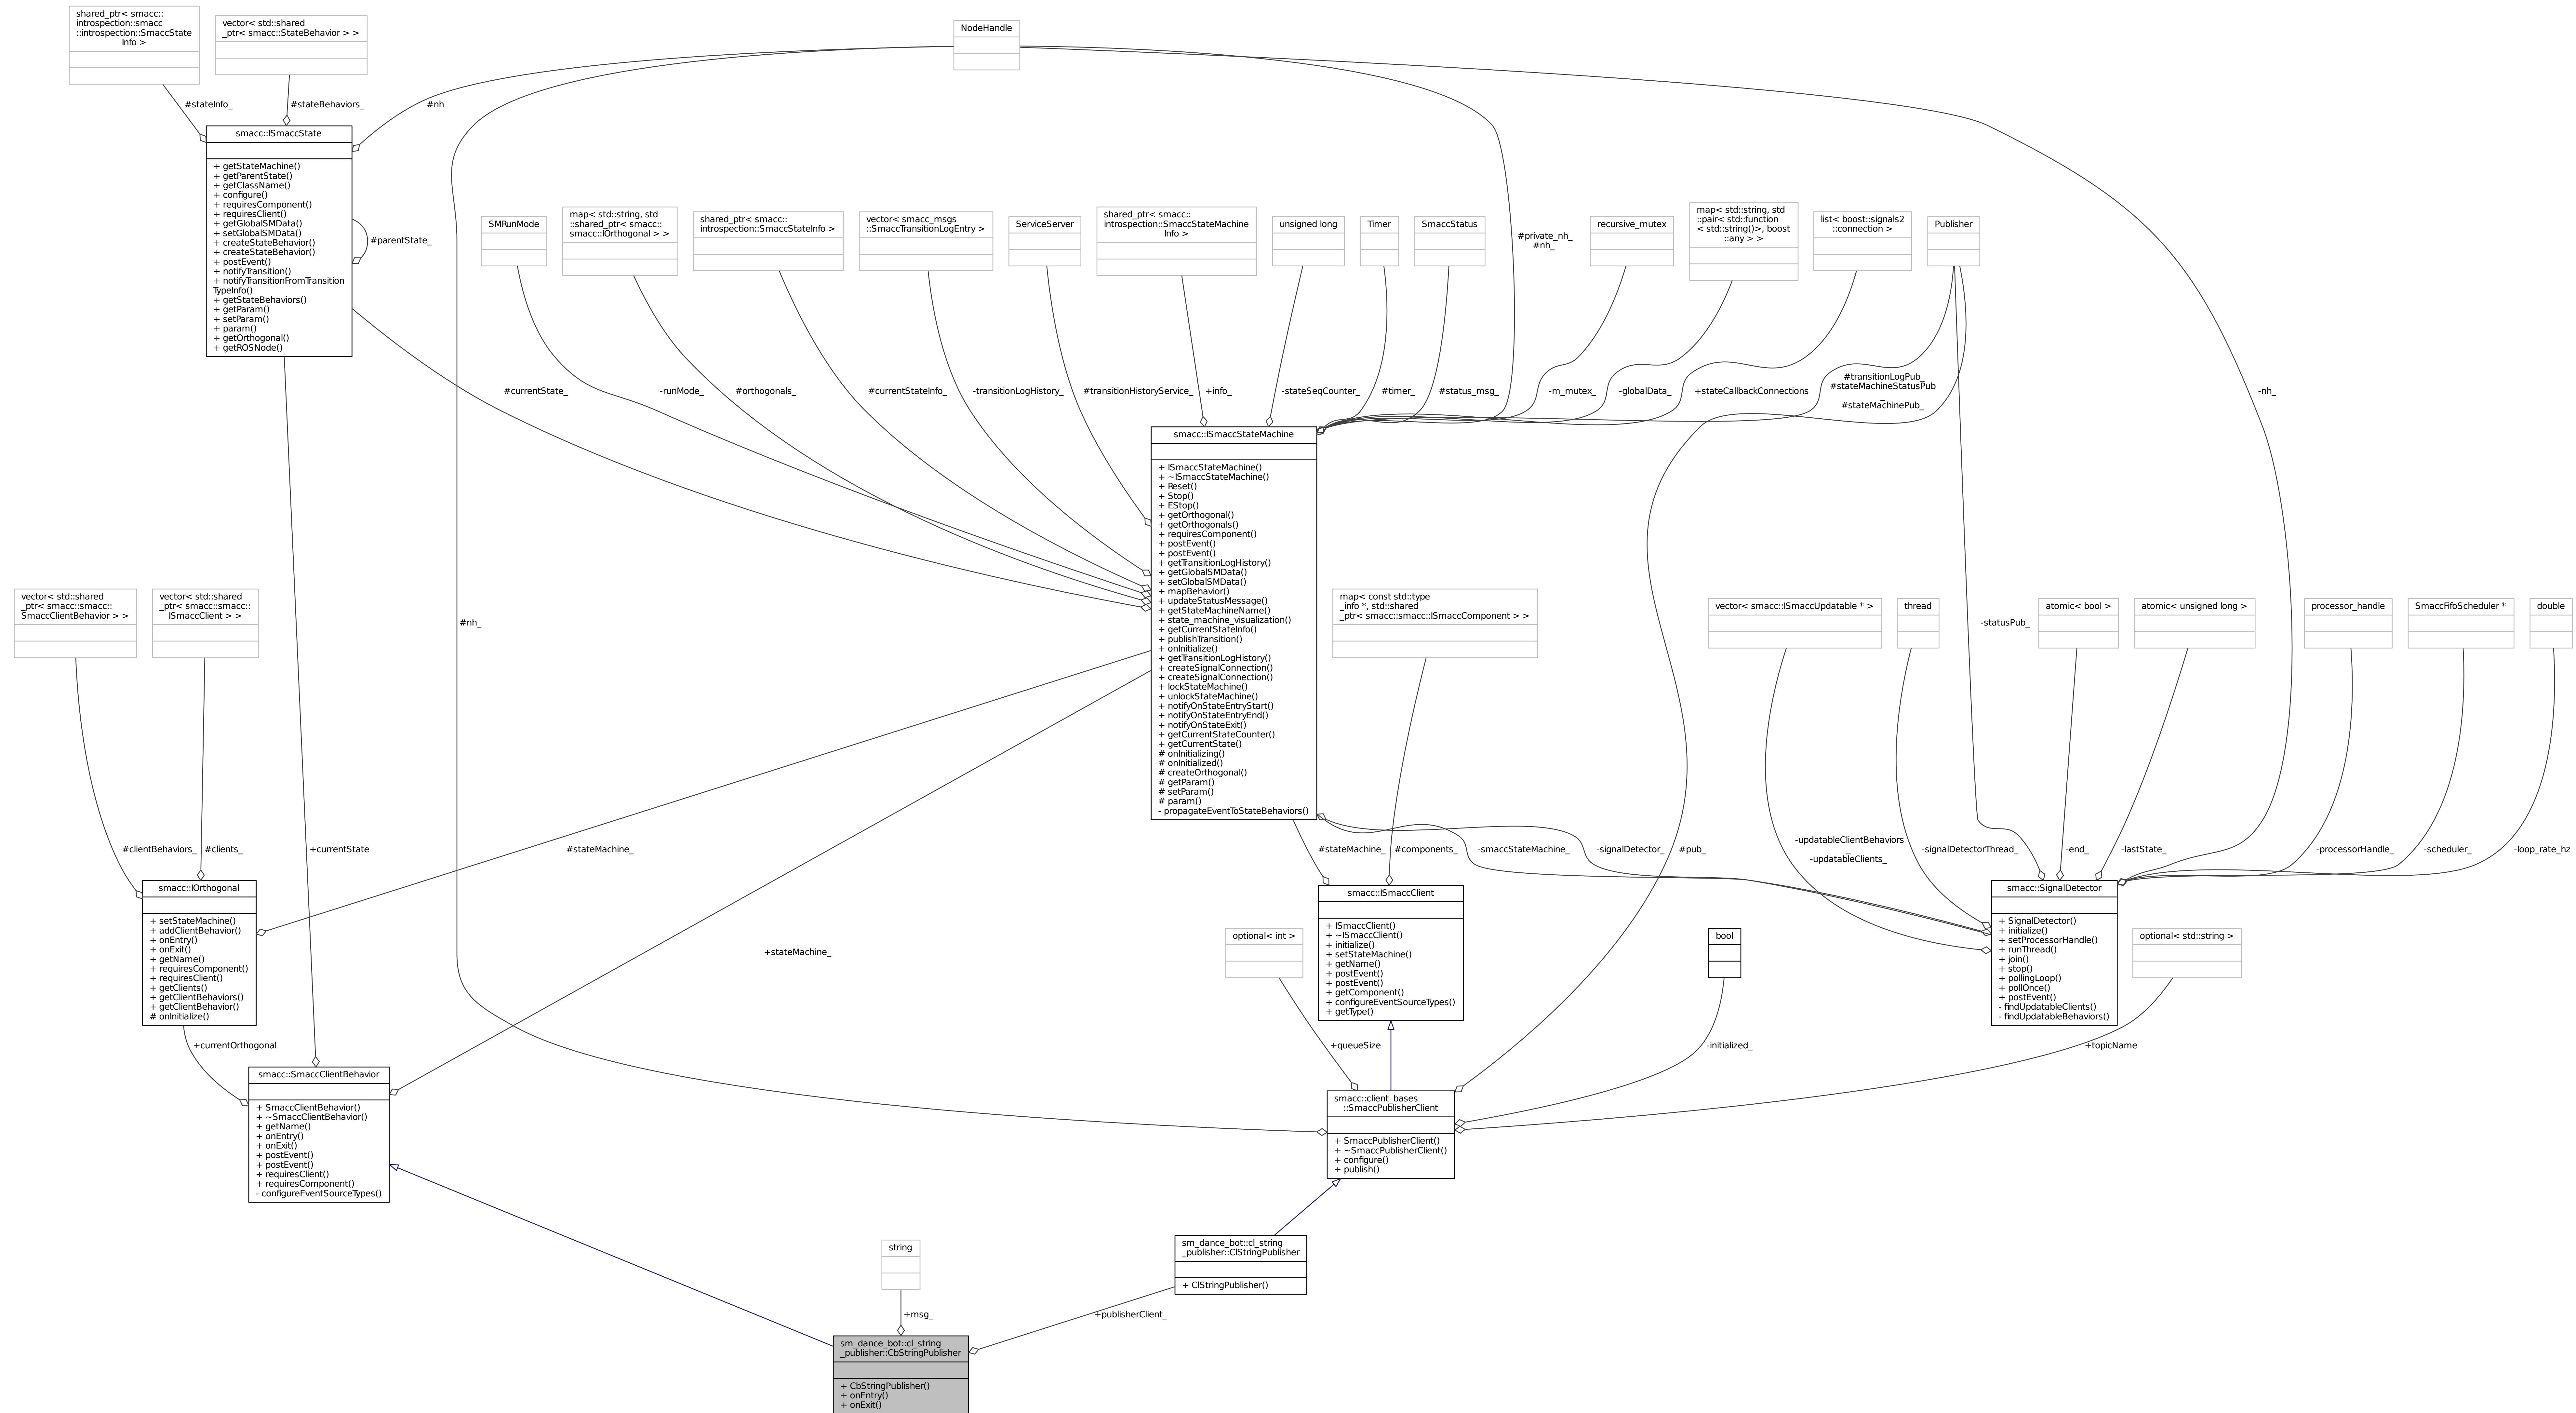 shared_ptr< smacc::
introspection::smacc
::introspection::SmaccState
Info >
vector< std::shared
_ptr< smacc::StateBehavior > >
NodeHandle
#stateInfo_
#stateBehaviors_
#nh
smacc::ISmaccState
+ getStateMachine()
+ getParentState()
+ getClassName()
+ configure()
+ requiresComponent()
+ requiresClient()
+ getGlobalSMData()
+ setGlobalSMData()
+ createStateBehavior()
+ createStateBehavior()
+ postEvent()
+ notifyTransition()
+ notifyTransitionFromTransition
TypeInfo()
+ getStateBehaviors()
+ getParam()
+ setParam()
+ param()
+ getOrthogonal()
+ getROSNode()
#parentState_
SMRunMode
map< std::string, std
::shared_ptr< smacc::
smacc::IOrthogonal > >
shared_ptr< smacc::
introspection::SmaccStateInfo >
vector< smacc_msgs
::SmaccTransitionLogEntry >
ServiceServer
shared_ptr< smacc::
introspection::SmaccStateMachine
Info >
unsigned long
Timer
SmaccStatus
#private_nh_
#nh_
recursive_mutex
map< std::string, std
::pair< std::function
< std::string()>, boost
::any > >
list< boost::signals2
::connection >
Publisher
#currentState_
-runMode_
#orthogonals_
#currentStateInfo_
-transitionLogHistory_
#transitionHistoryService_
+info_
-stateSeqCounter_
#timer_
#status_msg_
-m_mutex_
-globalData_
+stateCallbackConnections
#transitionLogPub_
#stateMachineStatusPub
_
#stateMachinePub_
-nh_
smacc::ISmaccStateMachine
+ ISmaccStateMachine()
+ ~ISmaccStateMachine()
+ Reset()
+ Stop()
+ EStop()
+ getOrthogonal()
+ getOrthogonals()
+ requiresComponent()
+ postEvent()
+ postEvent()
+ getTransitionLogHistory()
+ getGlobalSMData()
+ setGlobalSMData()
+ mapBehavior()
+ updateStatusMessage()
+ getStateMachineName()
+ state_machine_visualization()
+ getCurrentStateInfo()
+ publishTransition()
+ onInitialize()
+ getTransitionLogHistory()
+ createSignalConnection()
+ createSignalConnection()
+ lockStateMachine()
+ unlockStateMachine()
+ notifyOnStateEntryStart()
+ notifyOnStateEntryEnd()
+ notifyOnStateExit()
+ getCurrentStateCounter()
+ getCurrentState()
# onInitializing()
# onInitialized()
# createOrthogonal()
# getParam()
# setParam()
# param()
- propagateEventToStateBehaviors()
vector< std::shared
_ptr< smacc::smacc::
SmaccClientBehavior > >
vector< std::shared
_ptr< smacc::smacc::
ISmaccClient > >
#nh_
map< const std::type
_info *, std::shared
_ptr< smacc::smacc::ISmaccComponent > >
vector< smacc::ISmaccUpdatable * >
thread
-statusPub_
atomic< bool >
atomic< unsigned long >
processor_handle
SmaccFifoScheduler *
double
#clientBehaviors_
#clients_
+currentState
#stateMachine_
#stateMachine_
#components_
-smaccStateMachine_
-signalDetector_
#pub_
-updatableClientBehaviors
_
-updatableClients_
-signalDetectorThread_
-end_
-lastState_
-processorHandle_
-scheduler_
-loop_rate_hz
smacc::IOrthogonal
+ setStateMachine()
+ addClientBehavior()
+ onEntry()
+ onExit()
+ getName()
+ requiresComponent()
+ requiresClient()
+ getClients()
+ getClientBehaviors()
+ getClientBehavior()
# onInitialize()
+stateMachine_
optional< int >
smacc::ISmaccClient
+ ISmaccClient()
+ ~ISmaccClient()
+ initialize()
+ setStateMachine()
+ getName()
+ postEvent()
+ postEvent()
+ getComponent()
+ configureEventSourceTypes()
+ getType()
bool
smacc::SignalDetector
+ SignalDetector()
+ initialize()
+ setProcessorHandle()
+ runThread()
+ join()
+ stop()
+ pollingLoop()
+ pollOnce()
+ postEvent()
- findUpdatableClients()
- findUpdatableBehaviors()
optional< std::string >
+currentOrthogonal
+queueSize
-initialized_
+topicName
smacc::SmaccClientBehavior
+ SmaccClientBehavior()
+ ~SmaccClientBehavior()
+ getName()
+ onEntry()
+ onExit()
+ postEvent()
+ postEvent()
+ requiresClient()
+ requiresComponent()
- configureEventSourceTypes()
smacc::client_bases
::SmaccPublisherClient
+ SmaccPublisherClient()
+ ~SmaccPublisherClient()
+ configure()
+ publish()
string
sm_dance_bot::cl_string
_publisher::ClStringPublisher
+ ClStringPublisher()
+msg_
+publisherClient_
sm_dance_bot::cl_string
_publisher::CbStringPublisher
+ CbStringPublisher()
+ onEntry()
+ onExit()